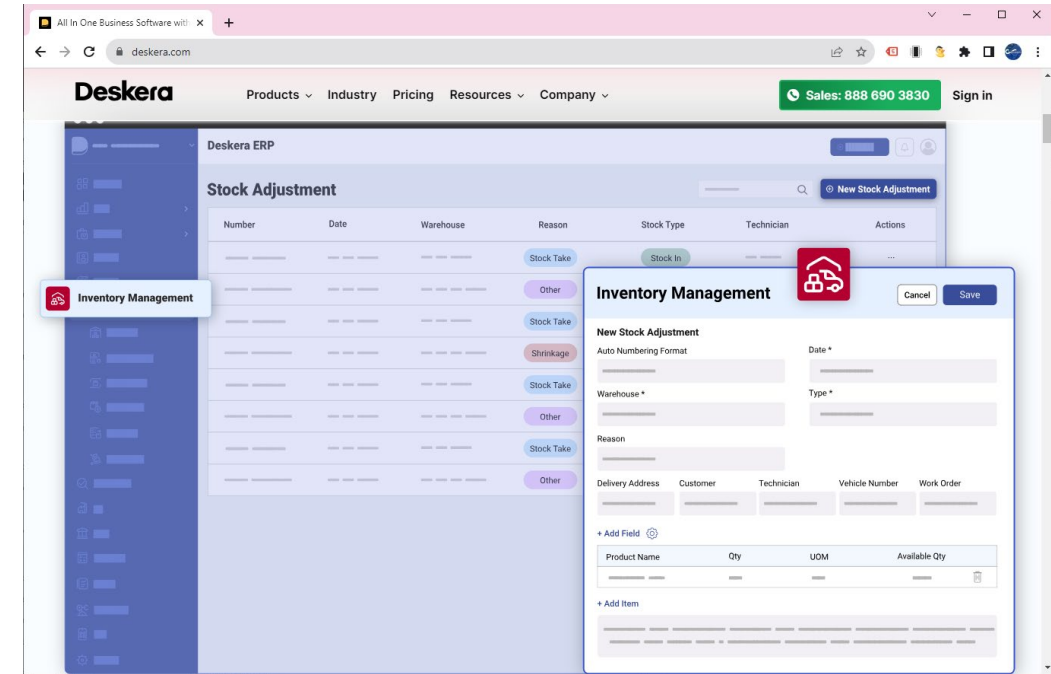 All In One Business Software with
deskera.com
Deskera
Products Industry Pricing Resources Company
Sales: 888 690 3830
Sign in
Deskera ERP
Stock Adjustment
New Stock Adjustment
Number Date Warehouse Reason Stock Type Technician Actions
Stock Take Stock In
Other
Stock Take
Shrinkage
Stock Take
Other
Stock Take
Other
Inventory Management
Inventory Management
Cancel Save
New Stock Adjustment
Auto Numbering Format Date *
Warehouse * Type *
Reason
Delivery Address Customer Technician Vehicle Number Work Order
+ Add Field
Product Name Qty UOM Available Qty
+ Add Item